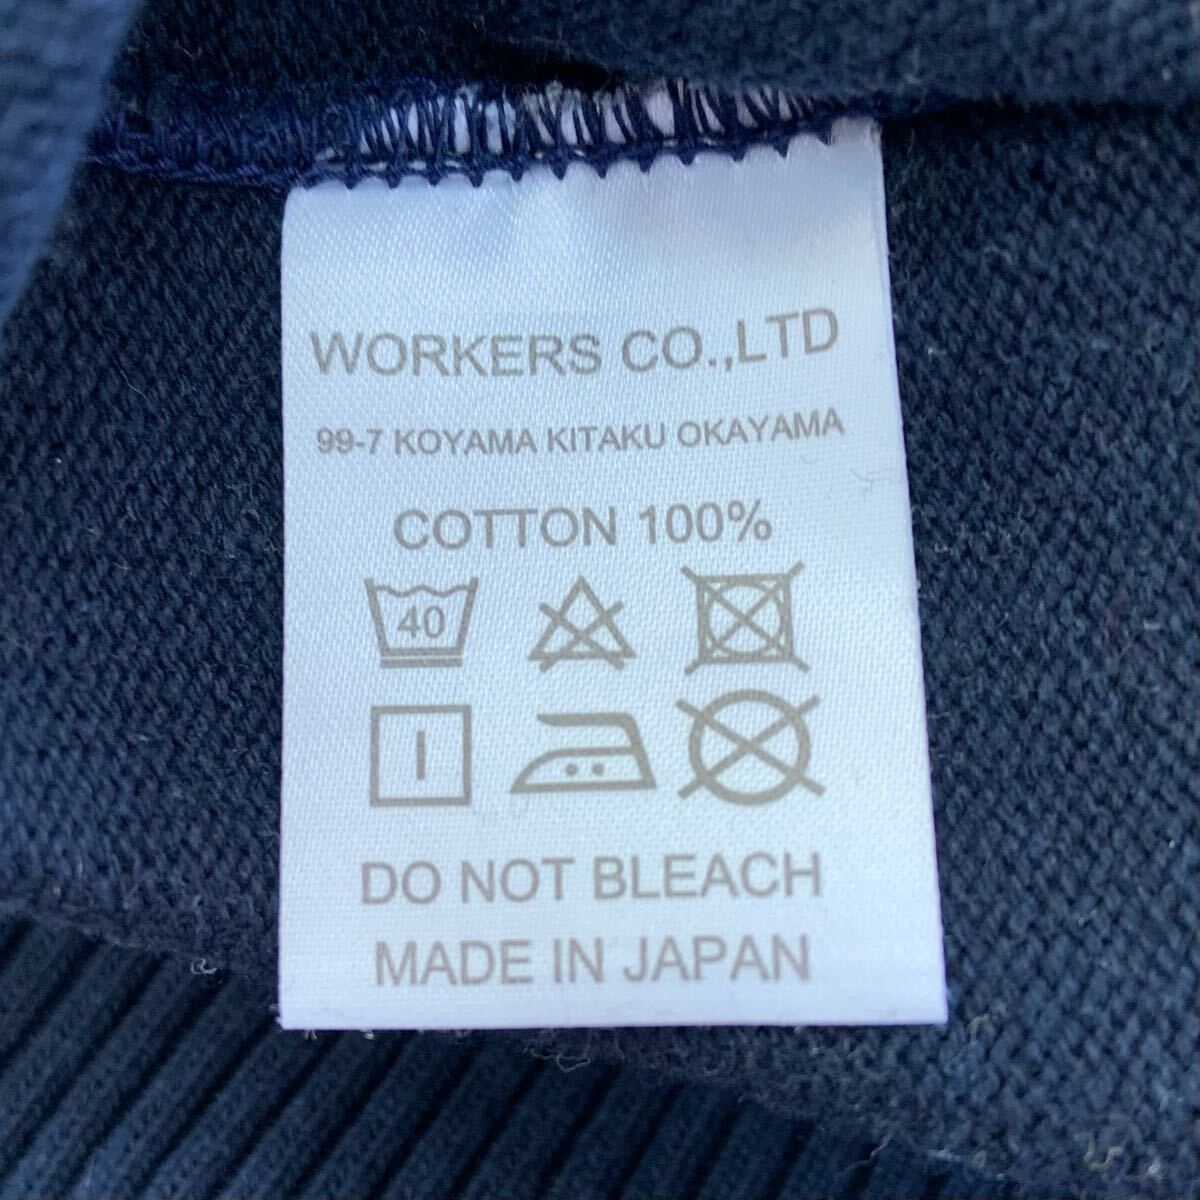 WORKERS CO.,LTD
99-7 KOYAMA KITAKU OKAYAMA
COTTON 100%
40
DO NOT BLEACH
MADE IN JAPAN